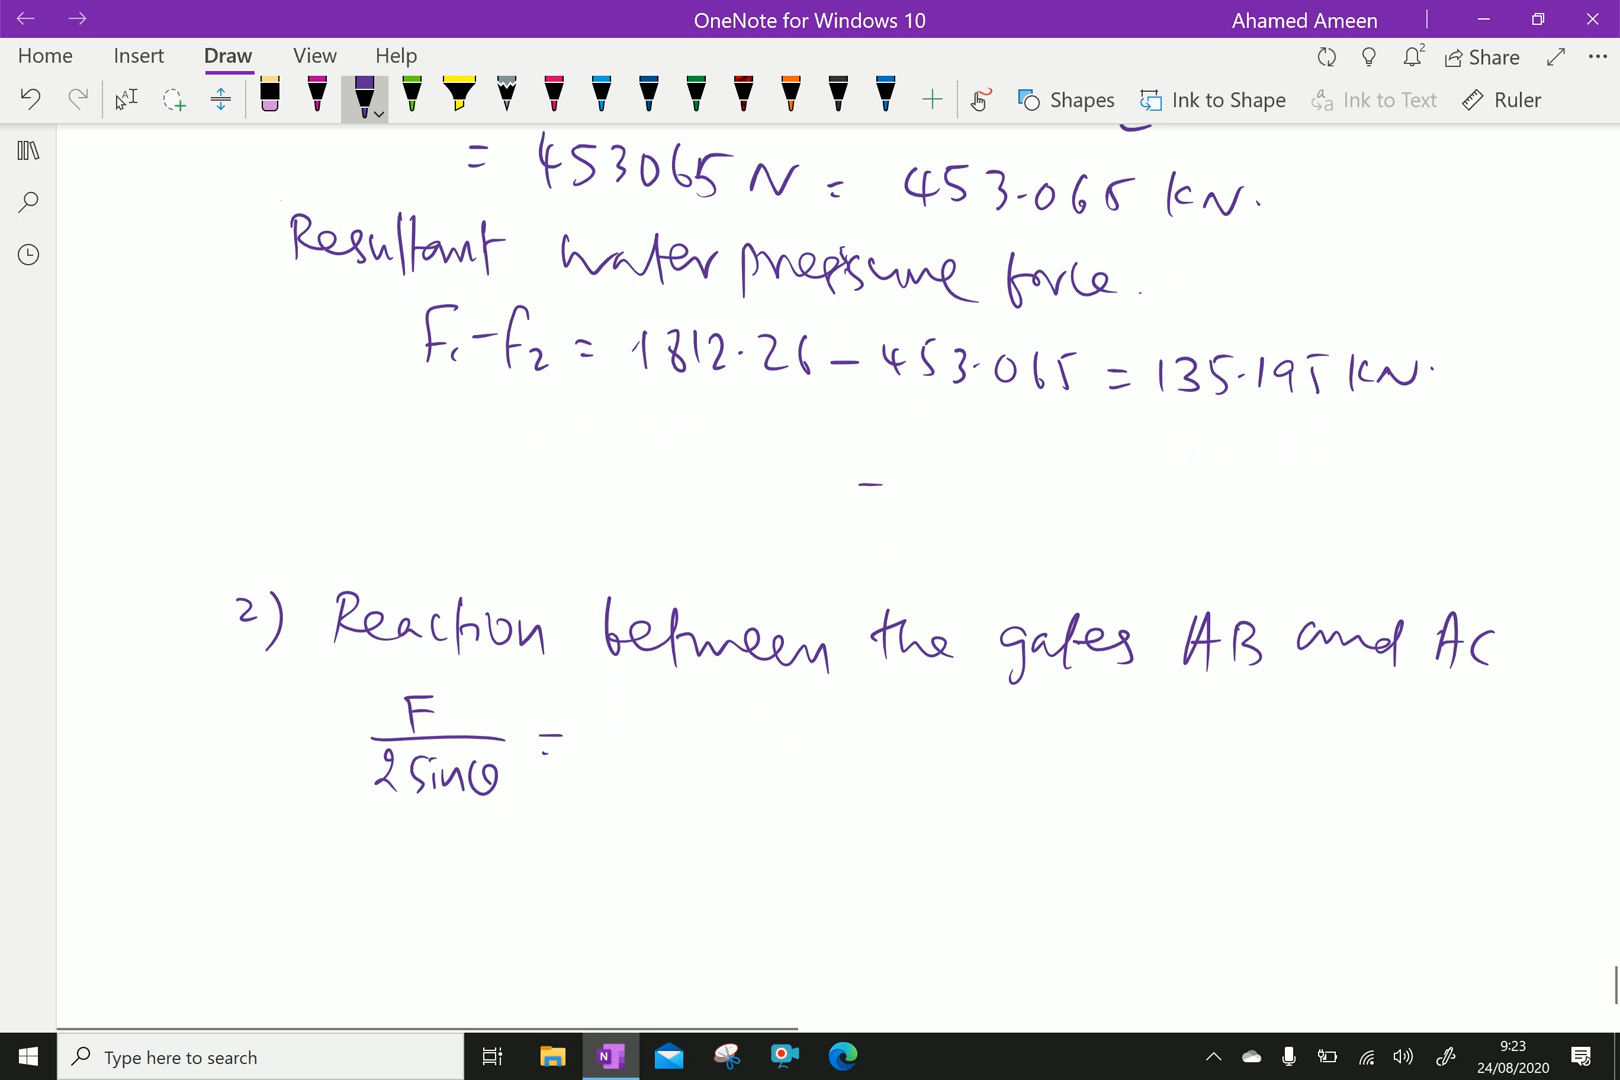 OneNote for Windows 10
Ahamed Ameen
Home Insert Draw View Help
2
Share
Shapes
Ink to Shape
Ink to Text
Ruler
= 453065 N = 453.065 KN.
Resultant water pressure force.
F1 - F2 = 1812.26 - 453.065 = 135.195 KN.
-
2) Reaction between the gates AB and AC
F
2 sinθ
=
Type here to search
9:23
24/08/2020